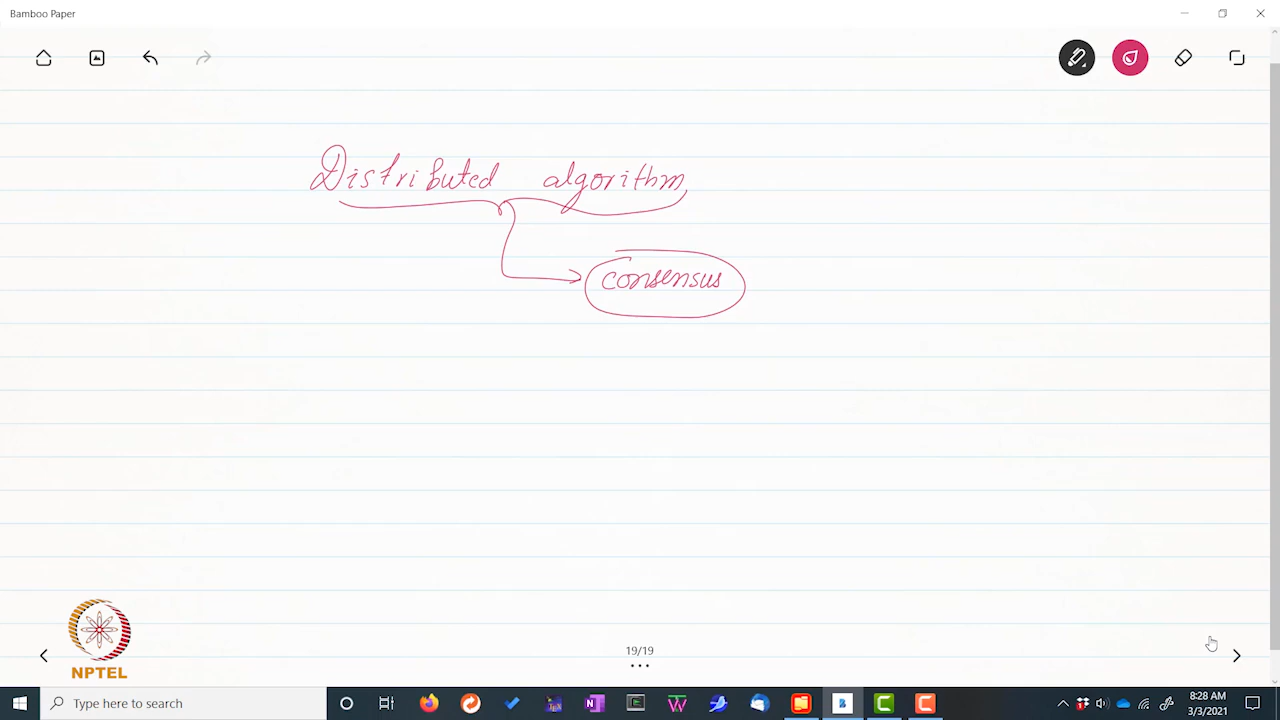 Bamboo Paper
Distributed algorithm
consensus
19/19
NPTEL
Type here to search
8:28 AM
3/3/2021